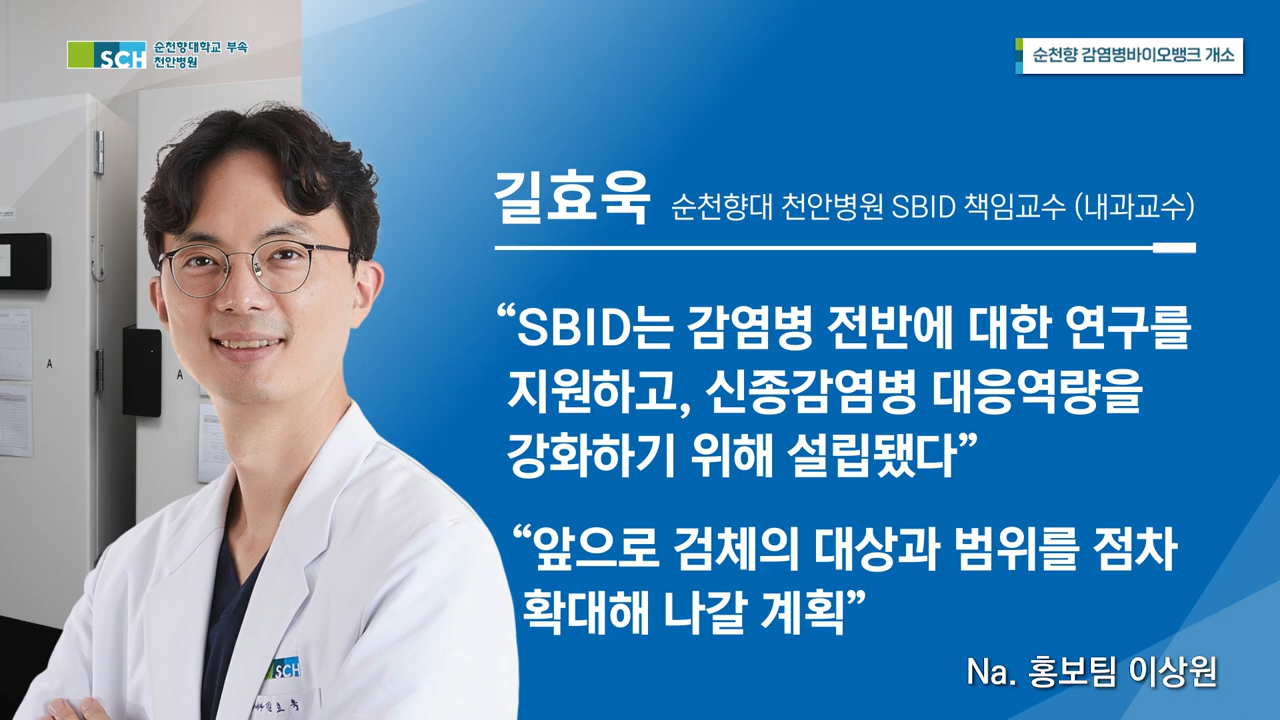 SCH 순천향대학교 부속
천안병원
순천향 감염병바이오뱅크 개소
길효욱 순천향대 천안병원 SBID 책임교수 (내과교수)
“SBID는 감염병 전반에 대한 연구를
지원하고, 신종감염병 대응역량을
강화하기 위해 설립됐다”
“앞으로 검체의 대상과 범위를 점차
확대해 나갈 계획”
A
A
SCH
길효욱
Na. 홍보팀 이상원